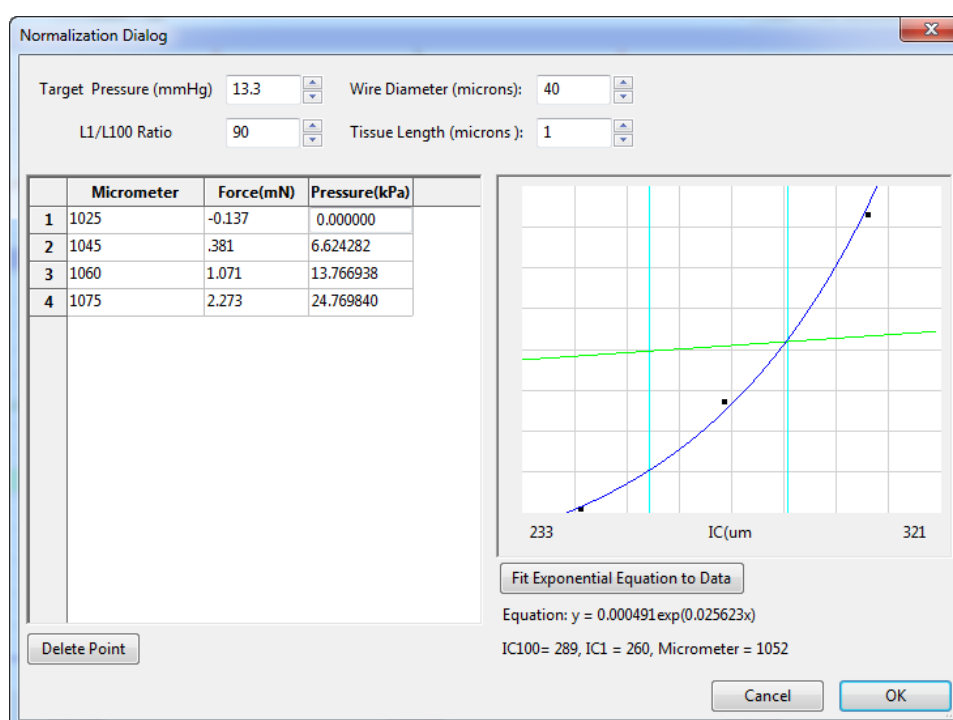 Normalization Dialog
Target Pressure (mmHg) 13.3 Wire Diameter (microns): 40
L1/L100 Ratio 90 Tissue Length (microns ): 1
Micrometer Force(mN) Pressure(kPa)
1 1025 -0.137 0.000000
2 1045 .381 6.624282
3 1060 1.071 13.766938
4 1075 2.273 24.769840
233 IC(um 321
Fit Exponential Equation to Data
Equation: y = 0.000491exp(0.025623x)
Delete Point
IC100= 289, IC1 = 260, Micrometer = 1052
Cancel OK